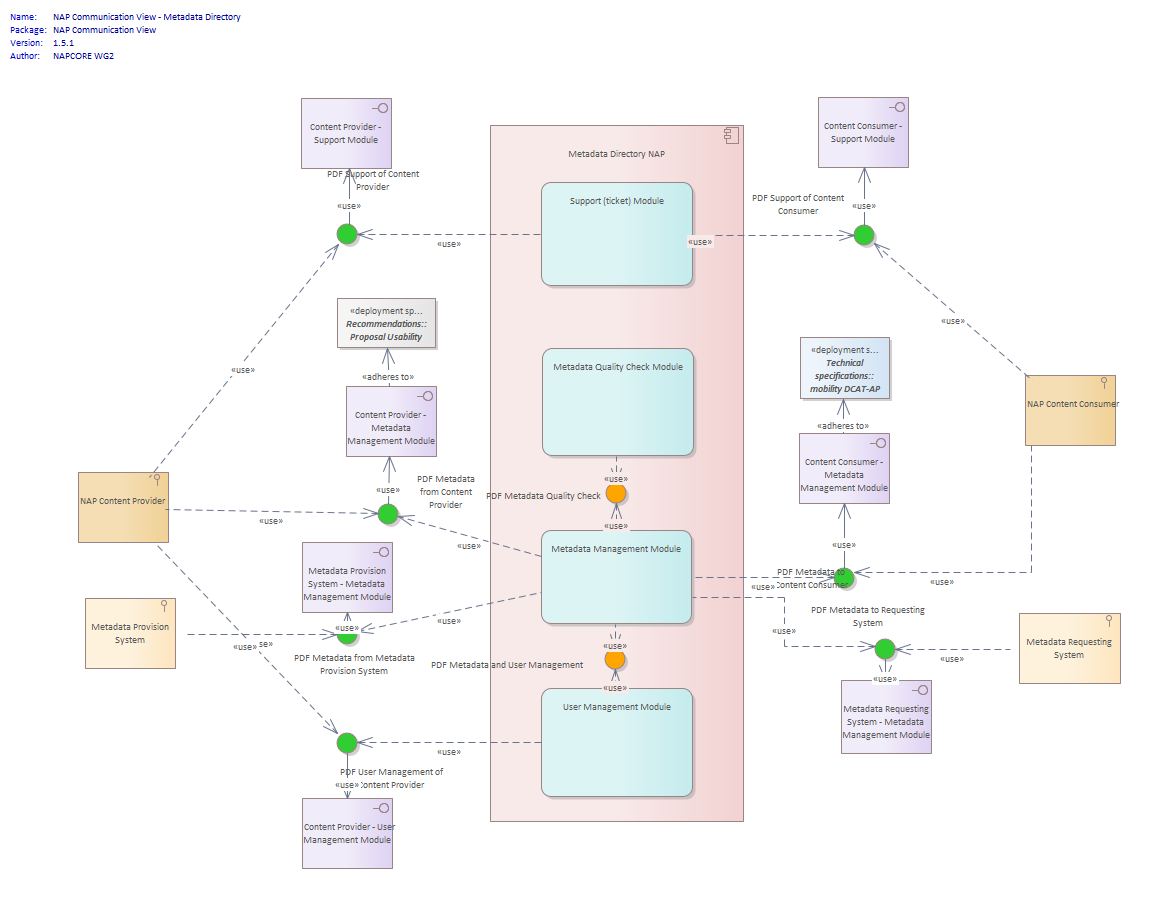 Name: NAP Communication View - Metadata Directory
Package: NAP Communication View
Version: 1.5.1
Author: NAPCORE WG2
Content Provider -
Support Module
Content Consumer -
Support Module
Metadata Directory NAP
PDF Support of Content
Provider
«use»
Support (ticket) Module
PDF Support of Content
Consumer
«use»
«use»
«use»
«deployment sp...
Recommendations::
Proposal Usability
«use»
«adheres to»
«use»
Metadata Quality Check Module
«deployment s...
Technical
specifications::
mobility DCAT-AP
NAP Content Consumer
Content Provider -
Metadata
Management Module
«adheres to»
Content Consumer -
Metadata
Management Module
NAP Content Provider
PDF Metadata
from Content
Provider
«use»
«use»
PDF Metadata Quality Check
«use»
«use»
«use»
«use»
Metadata Management Module
«use»
Metadata Provision
System - Metadata
Management Module
PDF Metadata to
Content Consumer
«use»
«use»
Metadata Provision
System
«use»
«use»
PDF Metadata to Requesting
System
«use»
«use»
se»
«use»
PDF Metadata from Metadata
Provision System
PDF Metadata and User Management
«use»
«use»
Metadata Requesting
System
«use»
«use»
User Management Module
Metadata Requesting
System - Metadata
Management Module
«use»
PDF User Management of
«use» Content Provider
Content Provider - User
Management Module